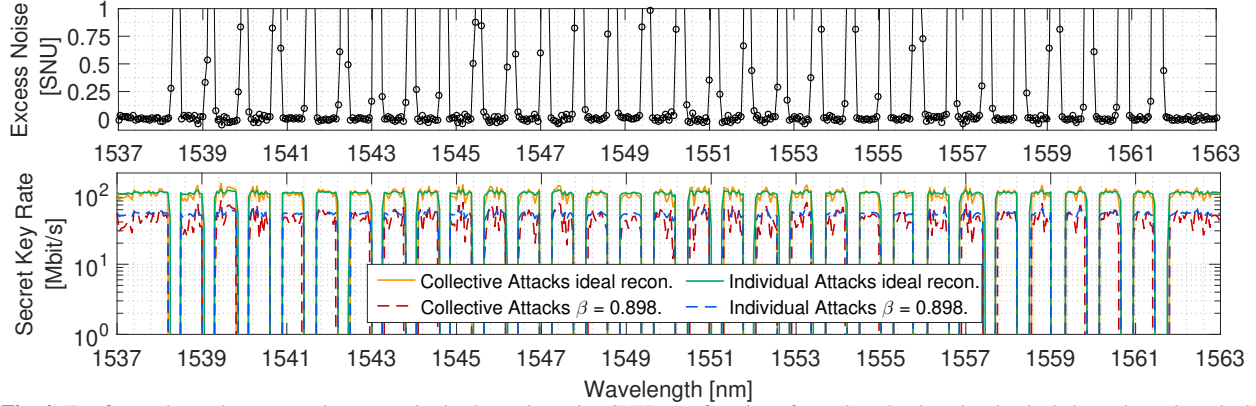 Excess Noise
[SNU]
1
0.75
0.5
0.25
0
1537 1539 1541 1543 1545 1547 1549 1551 1553 1555 1557 1559 1561 1563
Secret Key Rate
[Mbit/s]
10^2
10^1
10^0
Collective Attacks ideal recon.
Individual Attacks ideal recon.
Collective Attacks β = 0.898.
Individual Attacks β = 0.898.
1537 1539 1541 1543 1545 1547 1549 1551 1553 1555 1557 1559 1561 1563
Wavelength [nm]